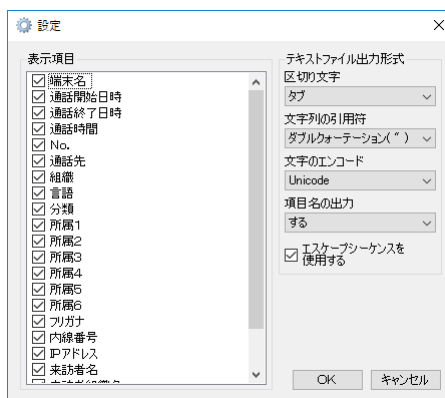 設定
表示項目
端末名
通話開始日時
通話終了日時
通話時間
No.
通話先
組織
言語
分類
所属1
所属2
所属3
所属4
所属5
所属6
フリガナ
内線番号
IPアドレス
来訪者名
テキストファイル出力形式
区切り文字
タブ
文字列の引用符
ダブルクォーテーション( " )
文字のエンコード
Unicode
項目名の出力
する
エスケープシーケンスを
使用する
OK
キャンセル